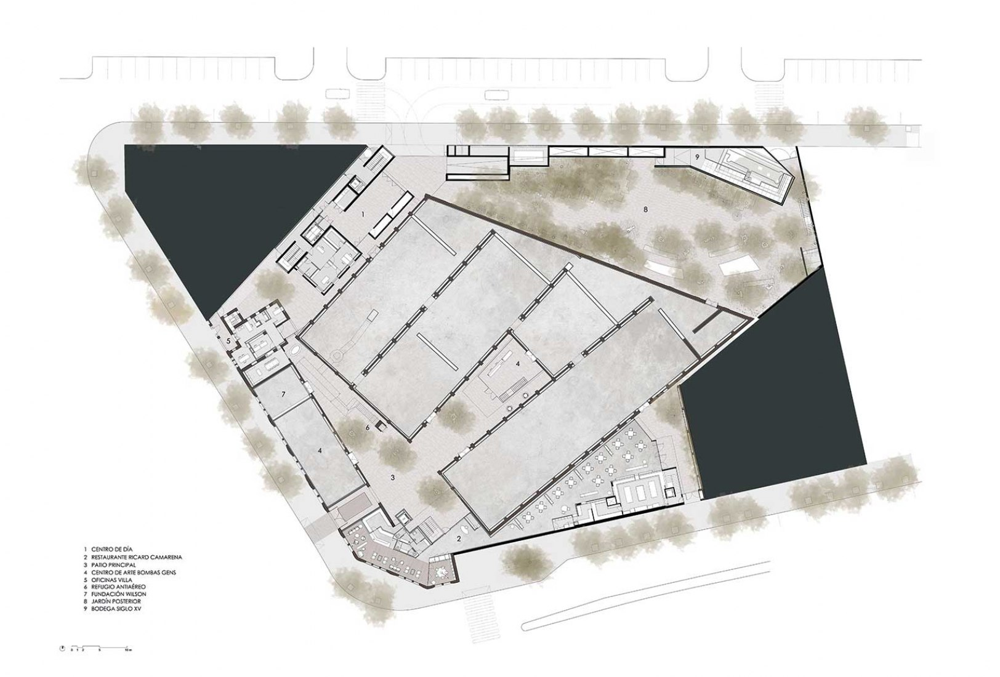 1
9
8
4
5
7
6
4
3
2
1 CENTRO DE DÍA
2 RESTAURANTE RICARD CAMARENA
3 PATIO PRINCIPAL
4 CENTRO DE ARTE BOMBAS GENS
5 OFICINAS VILLA
6 REFUGIO ANTIAÉREO
7 FUNDACIÓN WILSON
8 JARDÍN POSTERIOR
9 BODEGA SIGLO XV
0 1 2 5 10 m